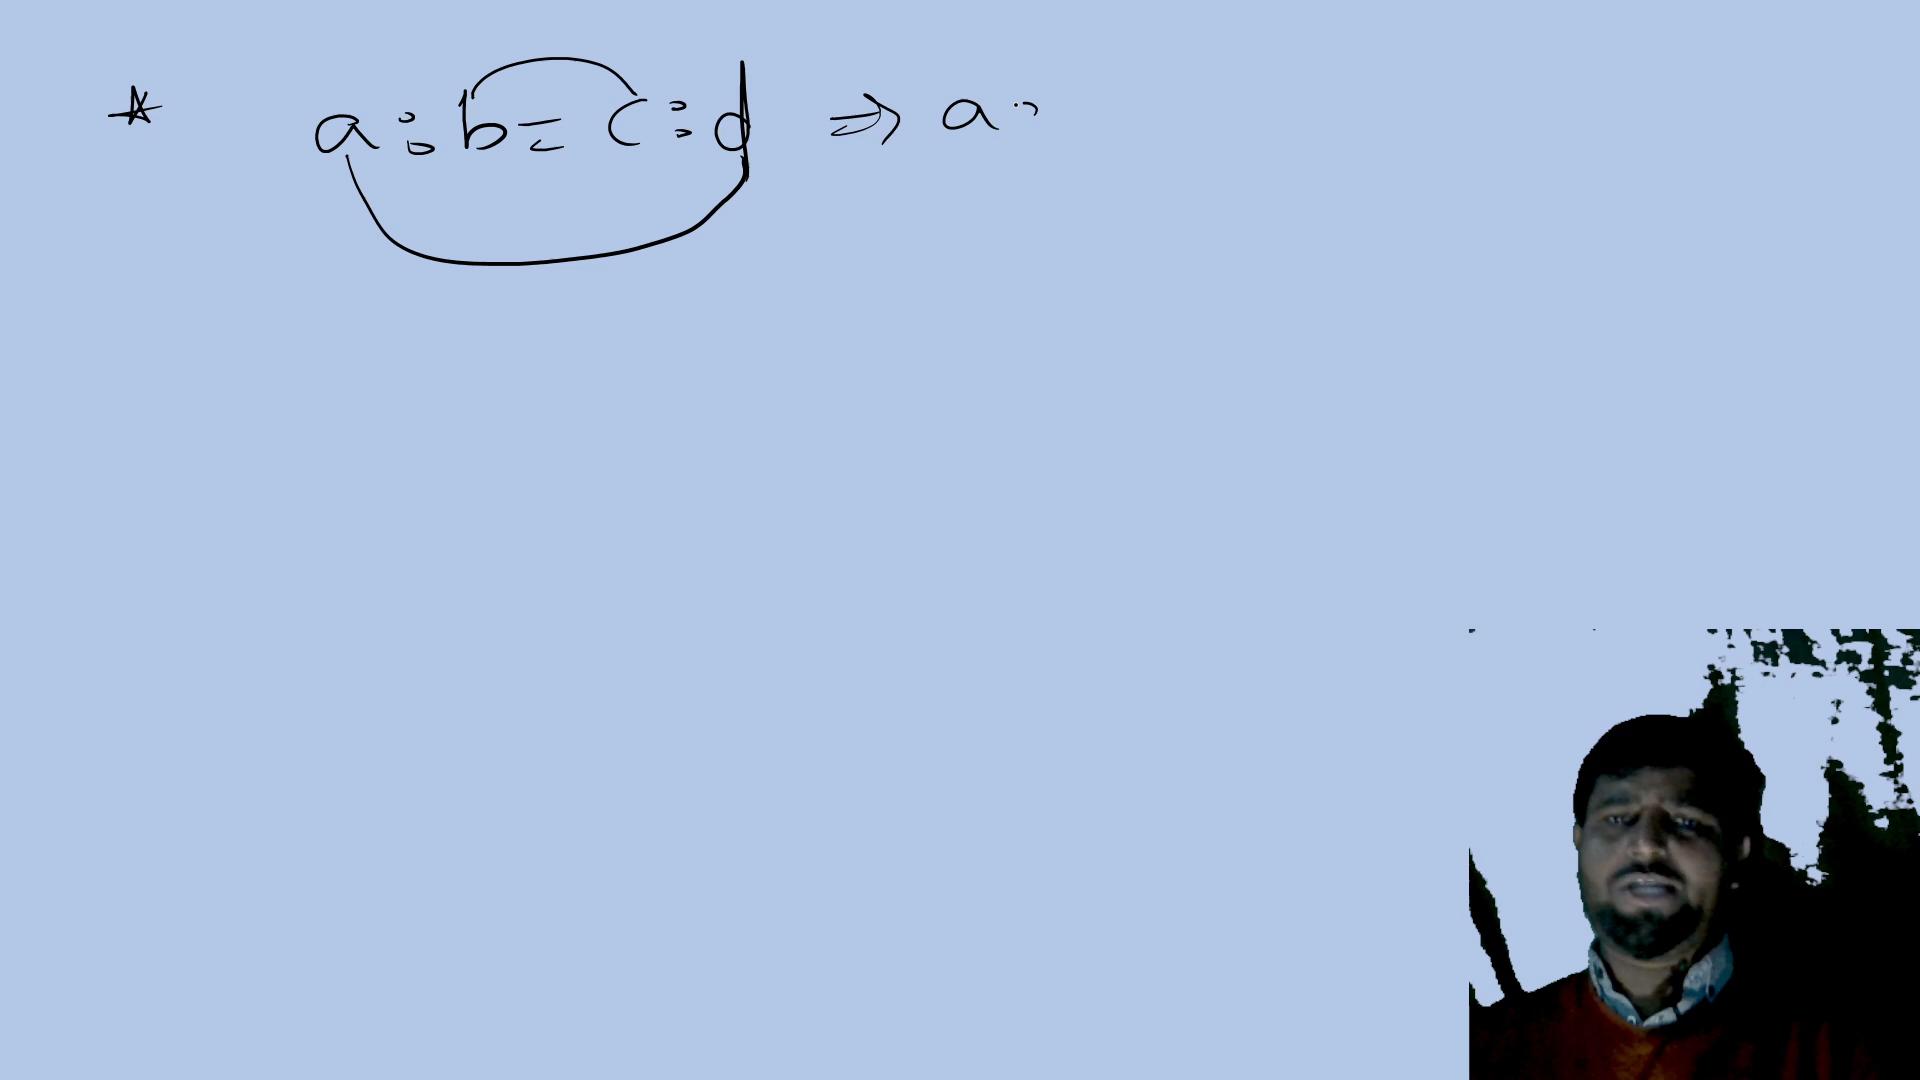 * a : b = c : d ⇒ a :